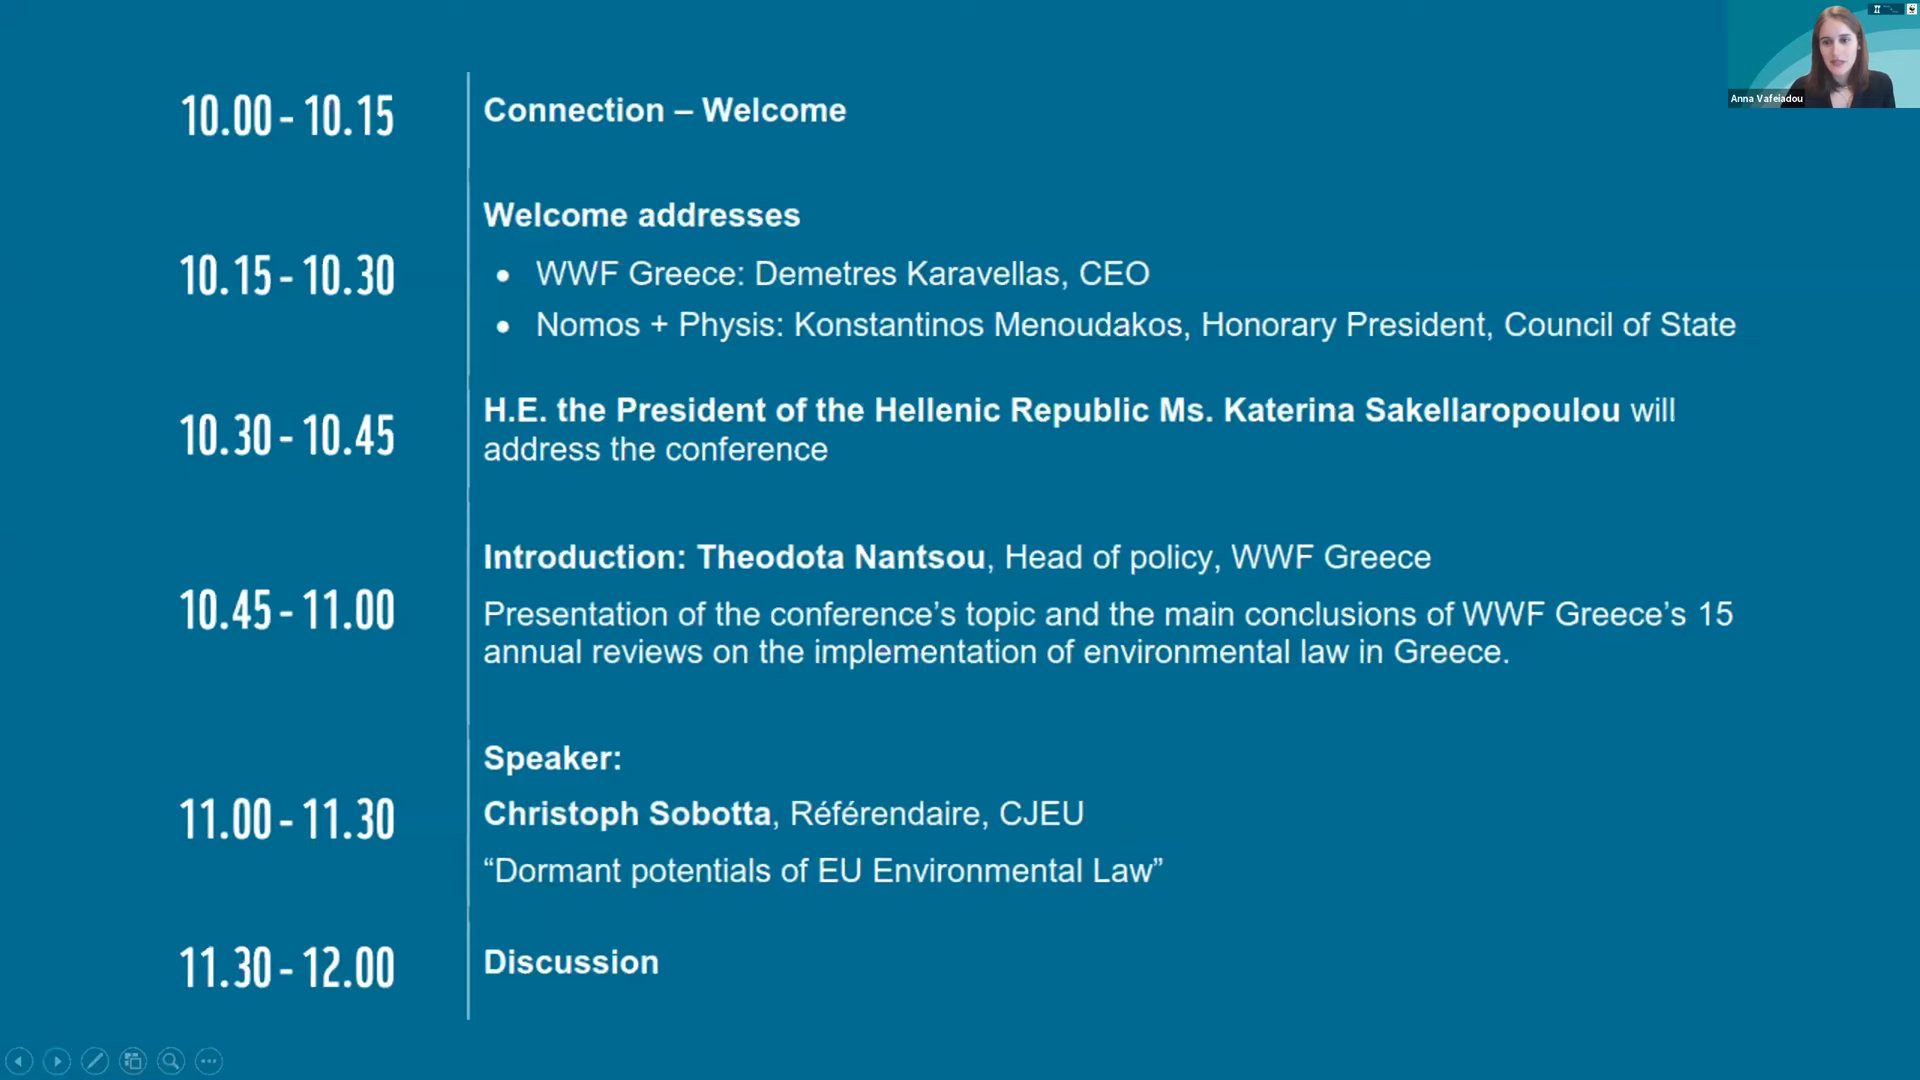 Anna Vafeiadou
10.00 - 10.15
Connection – Welcome
10.15 - 10.30
Welcome addresses
• WWF Greece: Demetres Karavellas, CEO
• Nomos + Physis: Konstantinos Menoudakos, Honorary President, Council of State
10.30 - 10.45
H.E. the President of the Hellenic Republic Ms. Katerina Sakellaropoulou will
address the conference
10.45 - 11.00
Introduction: Theodota Nantsou, Head of policy, WWF Greece
Presentation of the conference’s topic and the main conclusions of WWF Greece’s 15
annual reviews on the implementation of environmental law in Greece.
11.00 - 11.30
Speaker:
Christoph Sobotta, Référendaire, CJEU
“Dormant potentials of EU Environmental Law”
11.30 - 12.00
Discussion